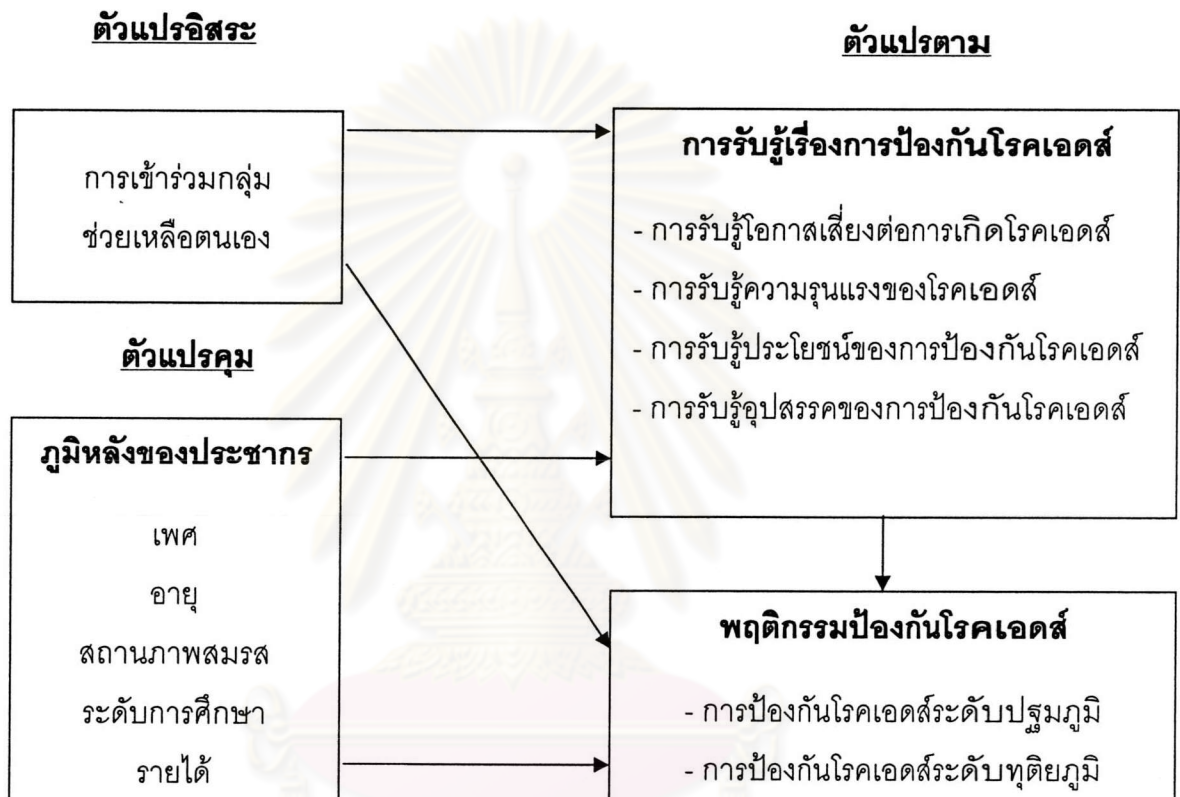 ตัวแปรอิสระ
การเข้าร่วมกลุ่ม
ช่วยเหลือตนเอง
ตัวแปรคุม
ภูมิหลังของประชากร
เพศ
อายุ
สถานภาพสมรส
ระดับการศึกษา
รายได้
ตัวแปรตาม
การรับรู้เรื่องการป้องกันโรคเอดส์
- การรับรู้โอกาสเสี่ยงต่อการเกิดโรคเอดส์
- การรับรู้ความรุนแรงของโรคเอดส์
- การรับรู้ประโยชน์ของการป้องกันโรคเอดส์
- การรับรู้อุปสรรคของการป้องกันโรคเอดส์
พฤติกรรมป้องกันโรคเอดส์
- การป้องกันโรคเอดส์ระดับปฐมภูมิ
- การป้องกันโรคเอดส์ระดับทุติยภูมิ